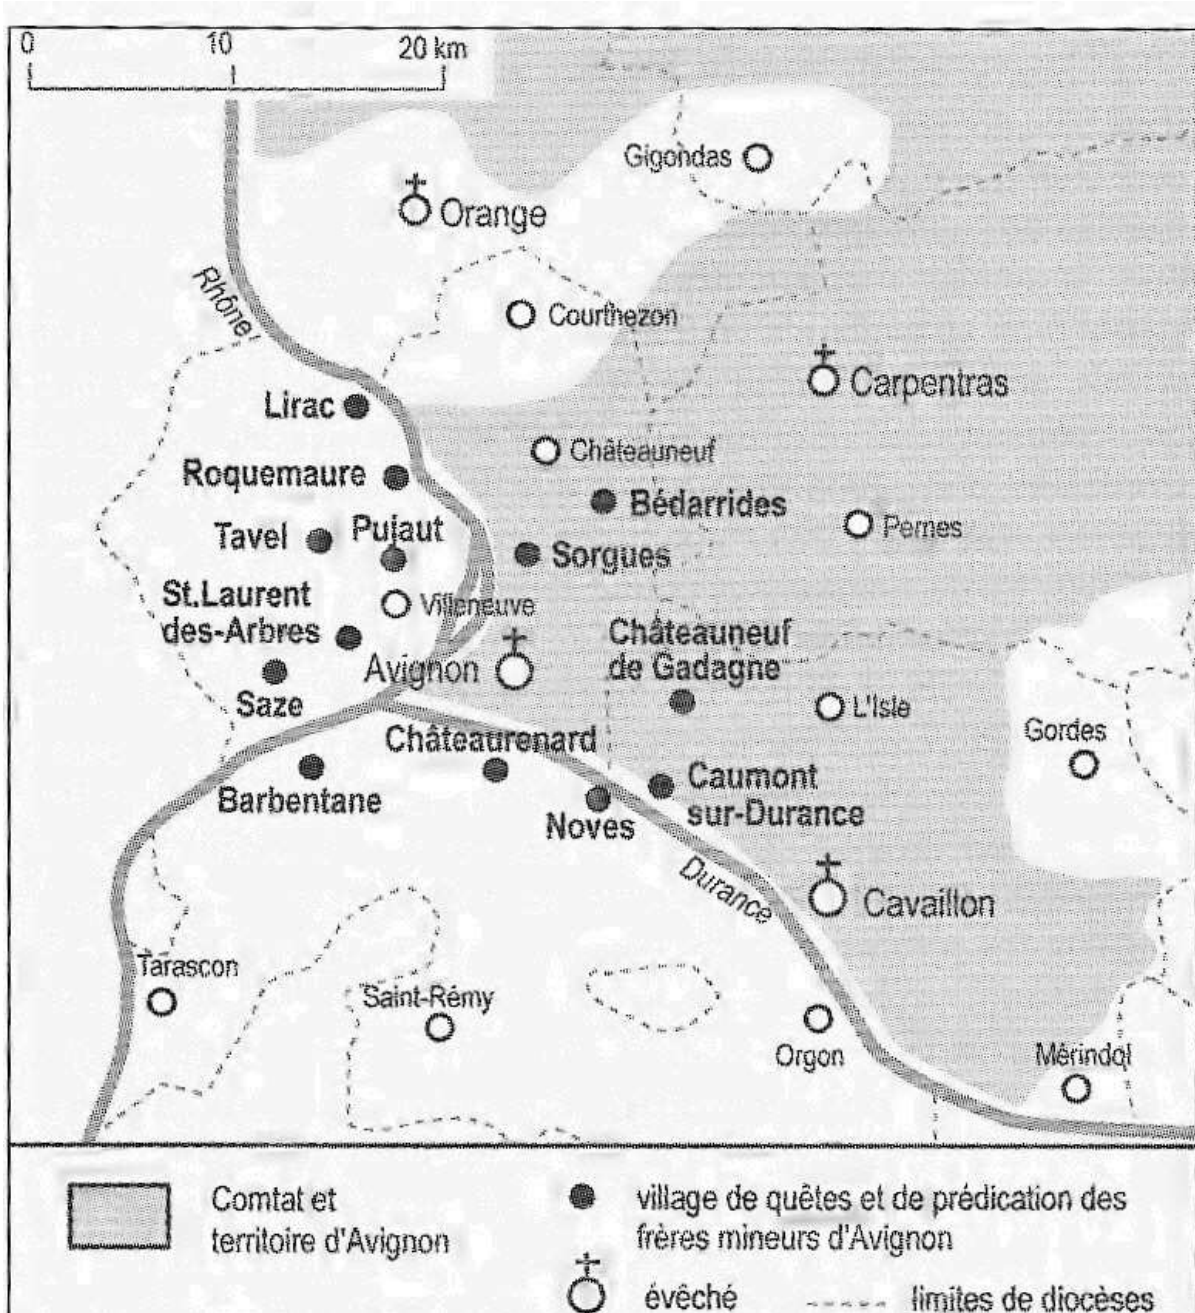 0 10 20 km
Gigondas
Orange
Rhône
Courthezon
Carpentras
Lirac
Châteauneuf
Roquemaure
Bédarrides
Tavel
Pujaut
Pernes
Sorgues
St.Laurent
des-Arbres
Villeneuve
Châteauneuf
de Gadagne
Avignon
Saze
L'Isle
Gordes
Châteaurenard
Barbentane
Caumont
sur-Durance
Noves
Durance
Cavaillon
Tarascon
Saint-Rémy
Orgon
Mérindol
Comtat et
territoire d'Avignon
village de quêtes et de prédication des
frères mineurs d'Avignon
évêché
limites de diocèses